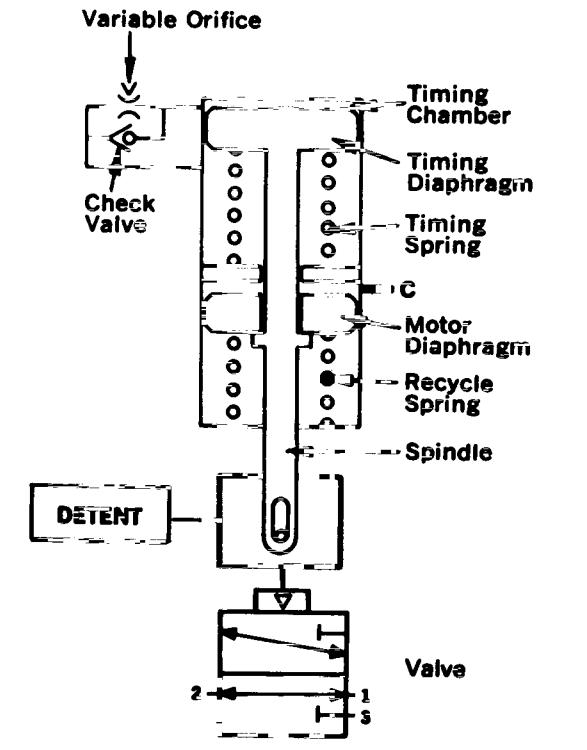 Variable Orifice
Timing
Chamber
Timing
Diaphragm
Check
Valve
Timing
Spring
C
Motor
Diaphragm
Recycle
Spring
Spindle
DETENT
Valve
2
1
3